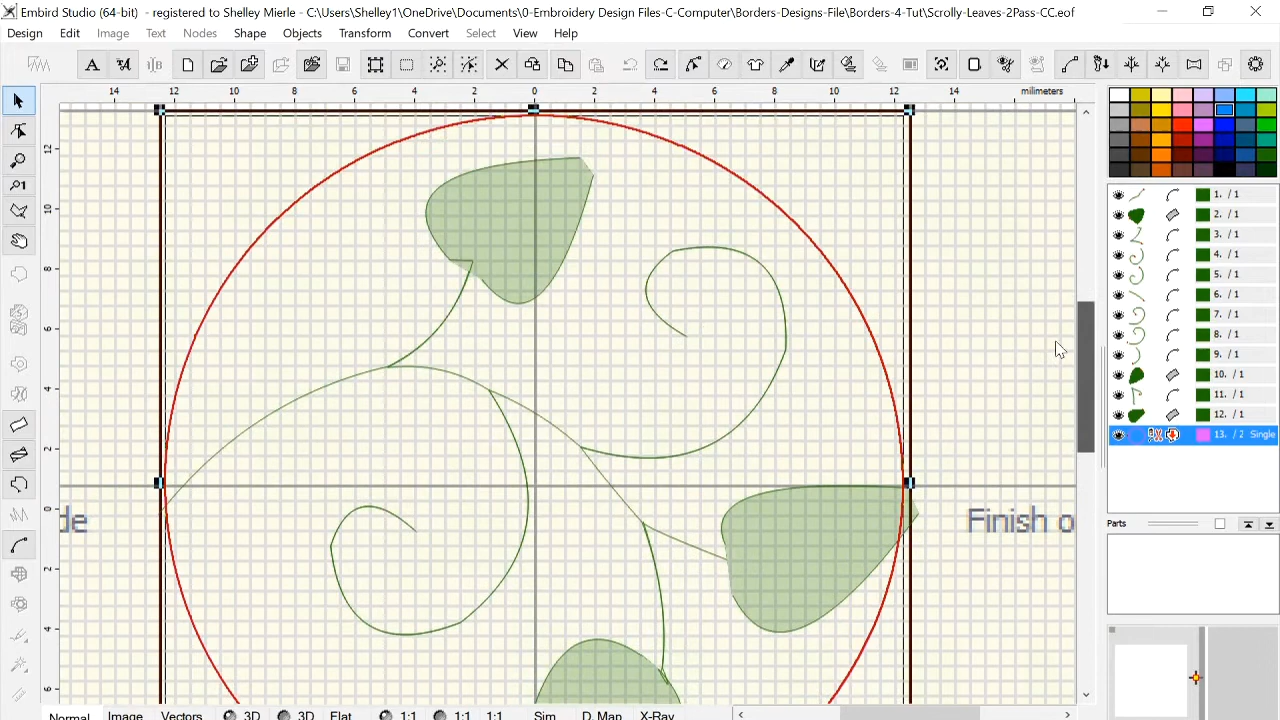 Embird Studio (64-bit) - registered to Shelley Mierle - C:\Users\Shelley1\OneDrive\Documents\0-Embroidery Design Files-C-Comuter\Borders-Designs-File\Borders-4-Tut\Scrolly-Leaves-2Pass-CC.eof
Design Edit Image Text Nodes Shape Objects Transform Convert Select View Help
14 12 10 8 6 4 2 0 2 4 6 8 10 12 14 milimeters
12
10
8
6
4
2
0
2
4
6
1. / 1
2. / 1
3. / 1
4. / 1
5. / 1
6. / 1
7. / 1
8. / 1
9. / 1
10. / 1
11. / 1
12. / 1
13. / 2 Single
de
Finish o
Parts
Normal Image Vectors 3D 3D Flat 1:1 1:1 1:1 Sim D. Map X-Ray